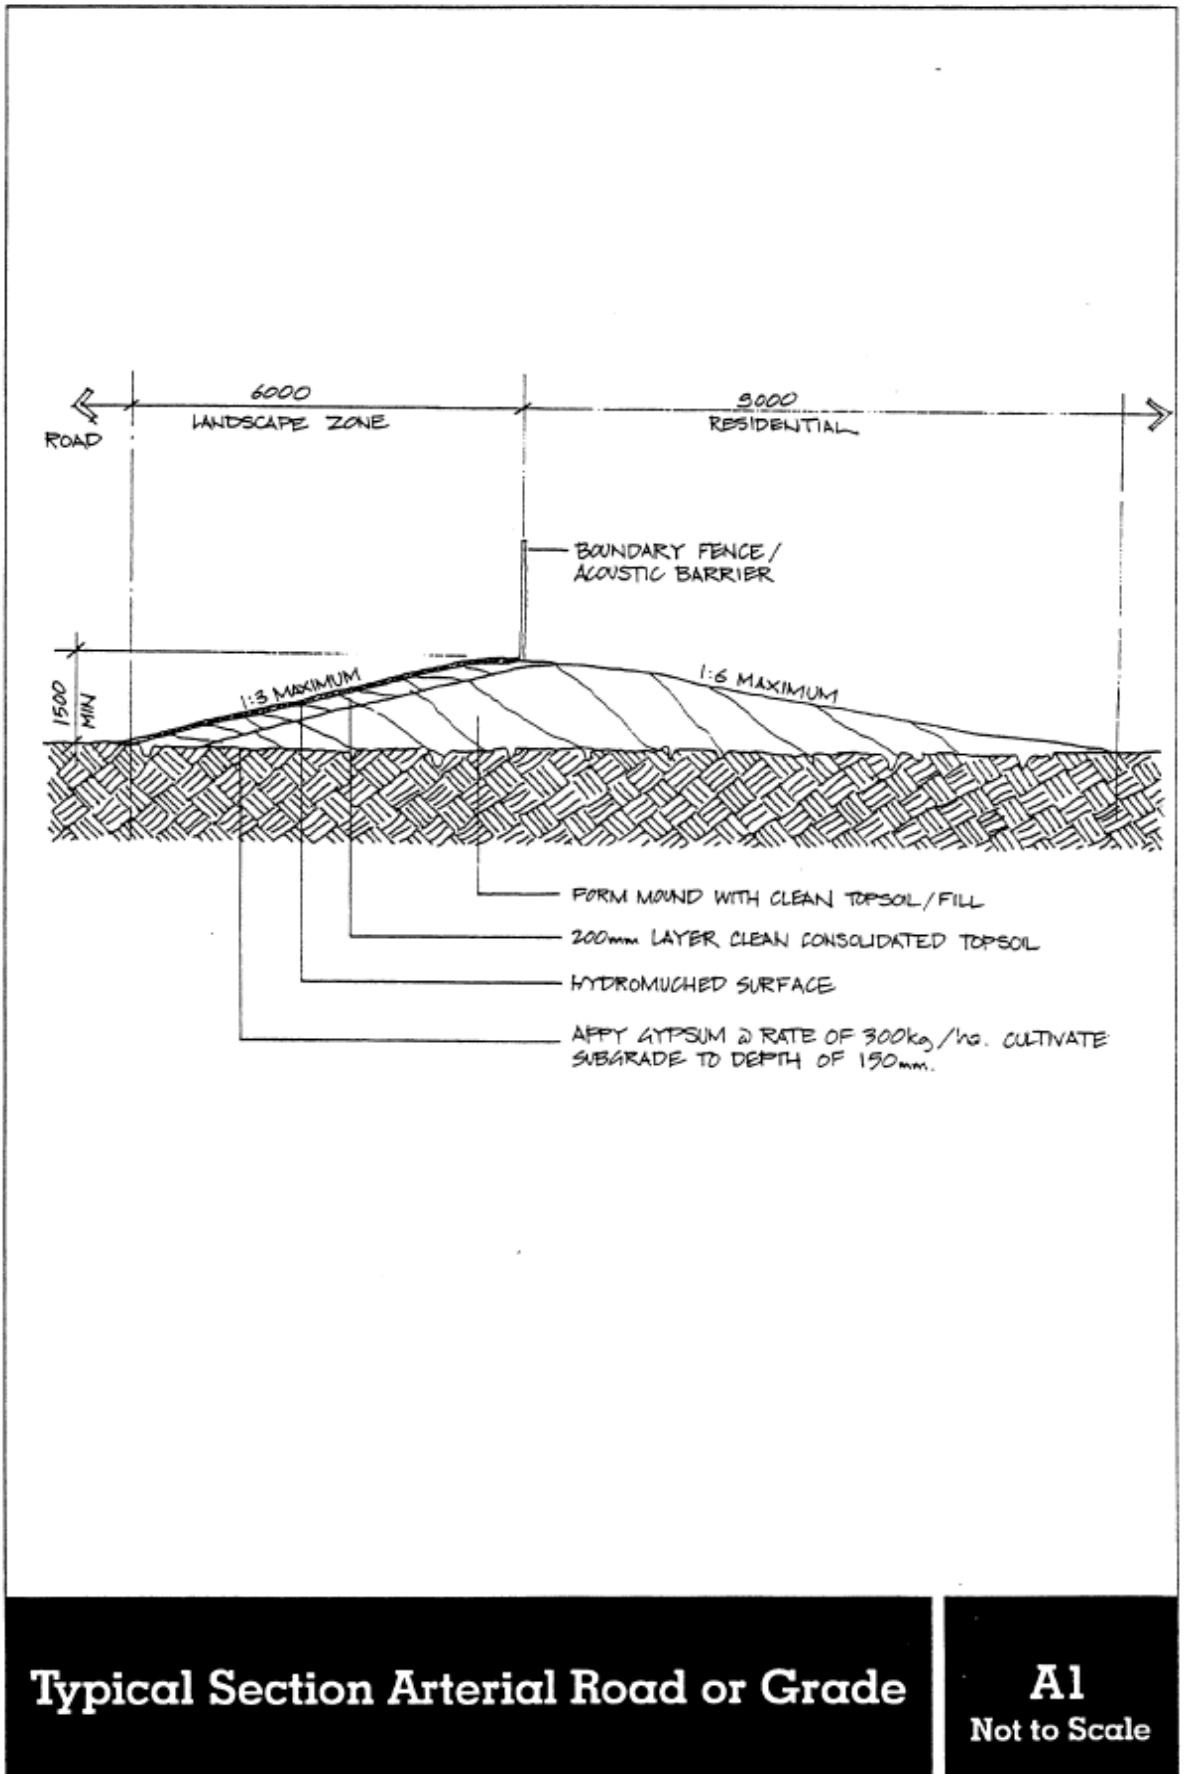 6000
9000
LANDSCAPE ZONE
RESIDENTIAL
ROAD
BOUNDARY FENCE/
ACOUSTIC BARRIER
1:3 MAXIMUM
1:6 MAXIMUM
1500
MIN
FORM MOUND WITH CLEAN TOPSOIL/FILL
200mm LAYER CLEAN CONSOLIDATED TOPSOIL
HYDROMUCHED SURFACE
APPY GYPSUM @ RATE OF 300kg/ha. CULTIVATE
SUBGRADE TO DEPTH OF 150mm.
Typical Section Arterial Road or Grade
A1
Not to Scale